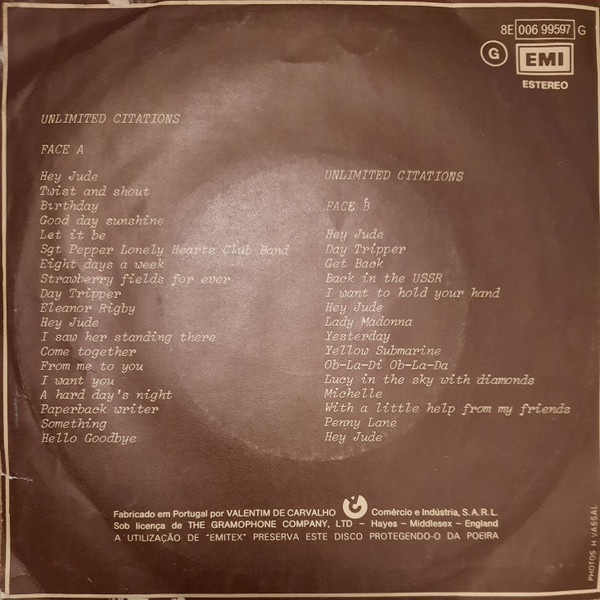 8E 006 99597 G
G EMI
ESTEREO
UNLIMITED CITATIONS
FACE A
Hey Jude
Twist and shout
Birthday
Good day sunshine
Let it be
Sgt Pepper Lonely Hearts Club Band
Eight days a week
Strawberry fields for ever
Day Tripper
Eleanor Rigby
Hey Jude
I saw her standing there
Come together
From me to you
I want you
A hard day's night
Paperback writer
Something
Hello Goodbye
UNLIMITED CITATIONS
FACE B
Hey Jude
Day Tripper
Get Back
Back in the USSR
I want to hold your hand
Hey Jude
Lady Madonna
Yesterday
Yellow Submarine
Ob-La-Di Ob-La-Da
Lucy in the sky with diamonds
Michelle
With a little help from my friends
Penny Lane
Hey Jude
Fabricado em Portugal por VALENTIM DE CARVALHO Comércio e Indústria, S.A.R.L.
Sob licença de THE GRAMOPHONE COMPANY, LTD – Hayes – Middlesex – England
A UTILIZAÇÃO DE "EMITEX" PRESERVA ESTE DISCO PROTEGENDO-O DA POEIRA
PHOTOS H VASSAL